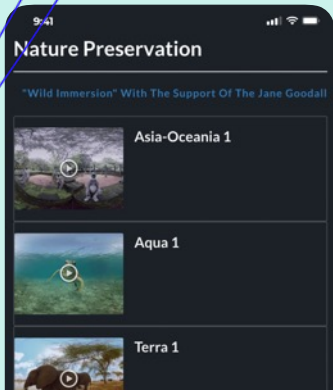 9:41
Nature Preservation
"Wild Immersion" With The Support Of The Jane Goodall
Asia-Oceania 1
Aqua 1
Terra 1